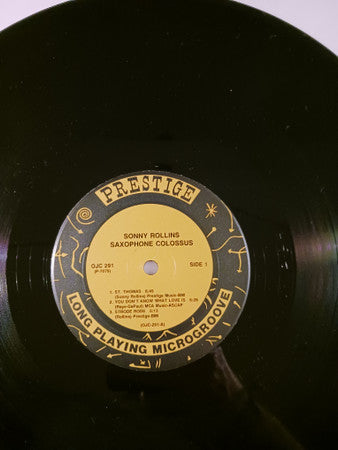 PRESTIGE
SONNY ROLLINS
SAXOPHONE COLOSSUS
OJC 291
(P-7079)
SIDE 1
1. ST. THOMAS 6:45
(Sonny Rollins) Prestige Music-BMI
2. YOU DON'T KNOW WHAT LOVE IS 6:25
(Raye-DePaul) MCA Music-ASCAP
3. STRODE RODE 5:13
(Rollins) Prestige-BMI
(OJC-291-A)
LONG PLAYING MICROGROOVE